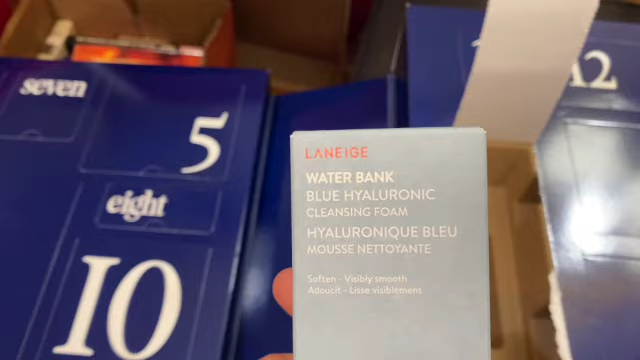 seven
5
eight
10
12
LANEIGE
WATER BANK
BLUE HYALURONIC
CLEANSING FOAM
HYALURONIQUE BLEU
MOUSSE NETTOYANTE
Soften - Visibly smooth
Adoucit - Lisse visiblement